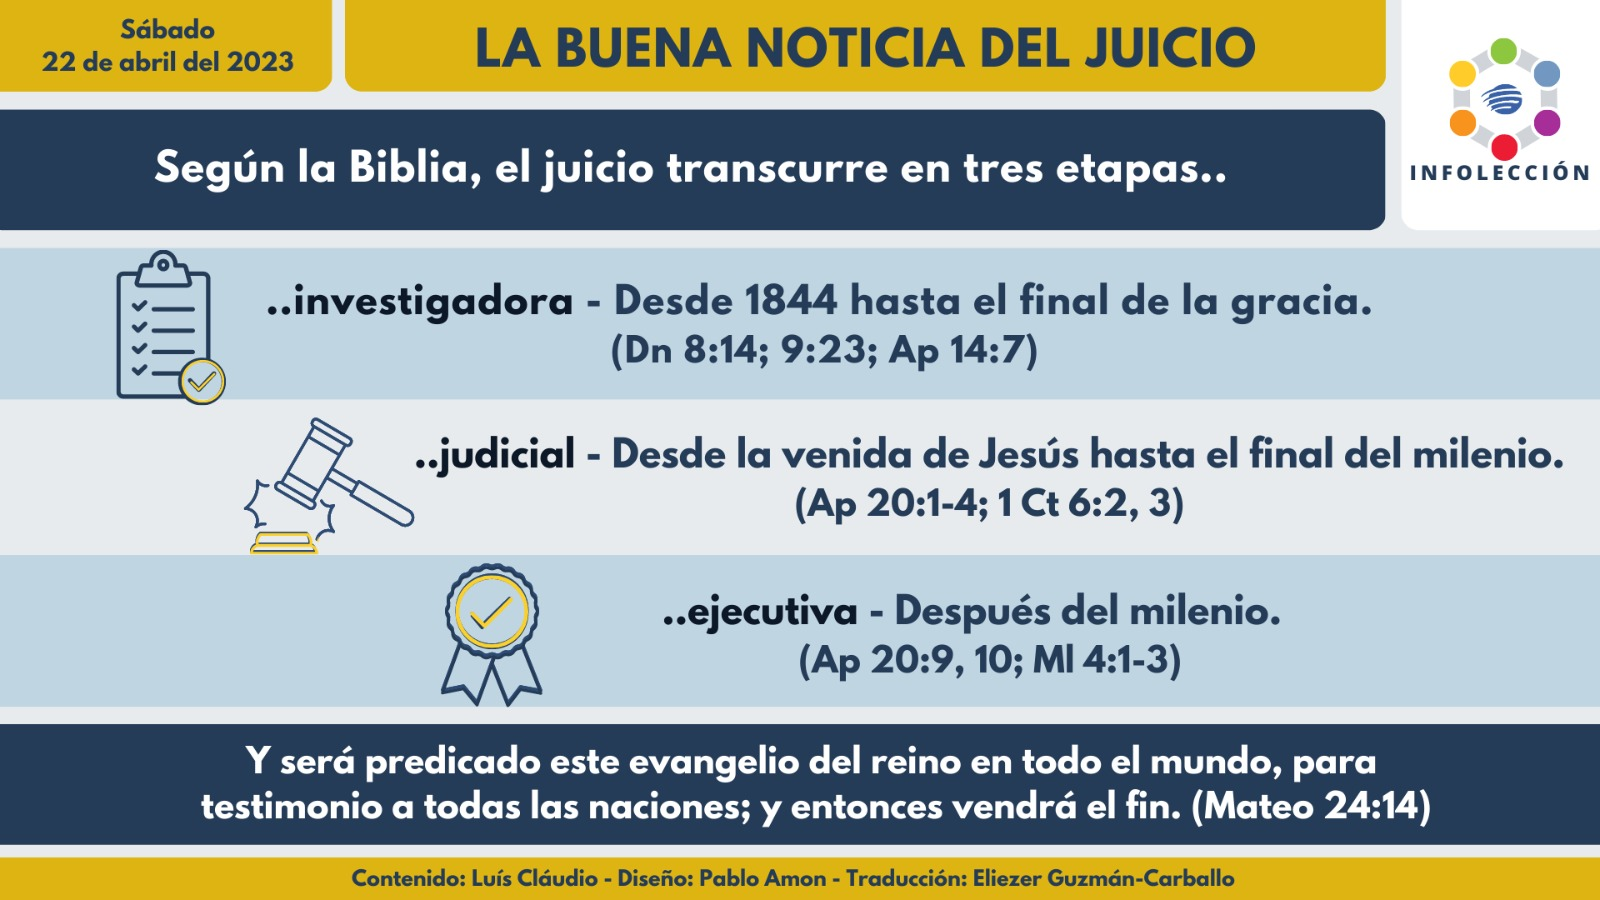 Sábado
22 de abril del 2023
LA BUENA NOTICIA DEL JUICIO
INFOLECCIÓN
Según la Biblia, el juicio transcurre en tres etapas..
..investigadora - Desde 1844 hasta el final de la gracia.
(Dn 8:14; 9:23; Ap 14:7)
..judicial - Desde la venida de Jesús hasta el final del milenio.
(Ap 20:1-4; 1 Ct 6:2, 3)
..ejecutiva - Después del milenio.
(Ap 20:9, 10; Ml 4:1-3)
Y será predicado este evangelio del reino en todo el mundo, para
testimonio a todas las naciones; y entonces vendrá el fin. (Mateo 24:14)
Contenido: Luís Cláudio - Diseño: Pablo Amon - Traducción: Eliezer Guzmán-Carballo